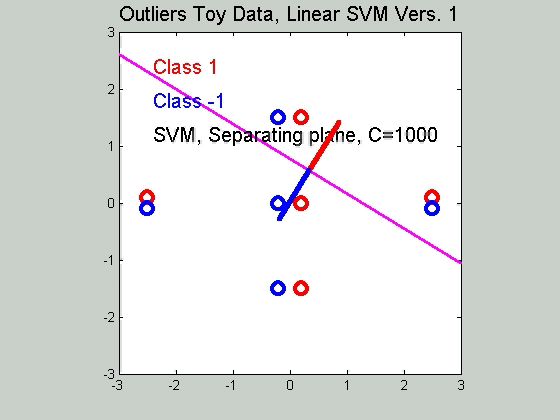 Outliers Toy Data, Linear SVM Vers. 1
3
Class 1
2
Class -1
SVM, Separating plane, C=1000
1
0
-1
-2
-3
-3 -2 -1 0 1 2 3